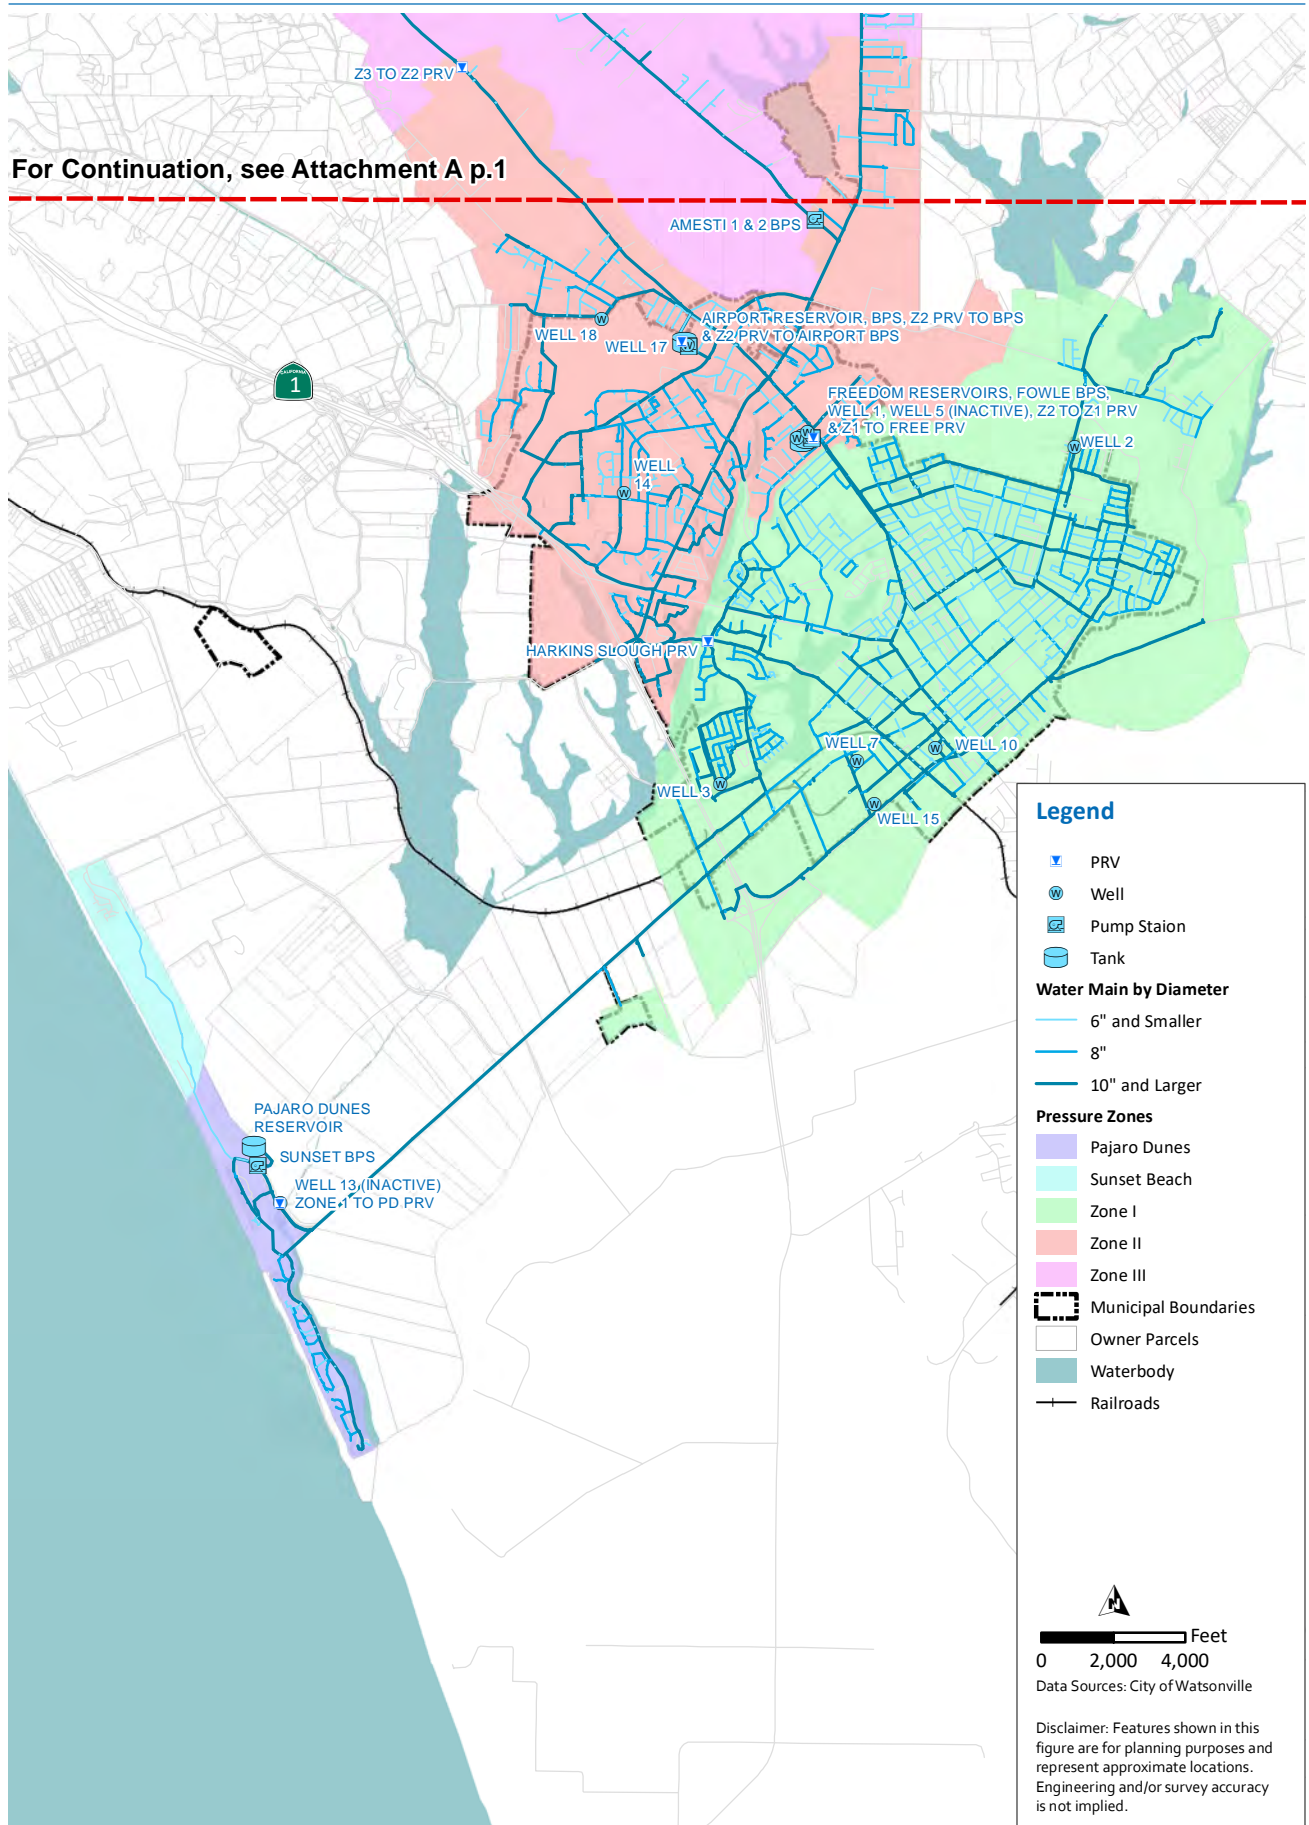 Z3 TO Z2 PRV
For Continuation, see Attachment A p.1
AMESTI 1 & 2 BPS
AIRPORT RESERVOIR, BPS, Z2 PRV TO BPS
& Z2 PRV TO AIRPORT BPS
WELL 18
WELL 17
CALIFORNIA
1
FREEDOM RESERVOIRS, FOWLE BPS,
WELL 1, WELL 5 (INACTIVE), Z2 TO Z1 PRV
& Z1 TO FREE PRV
WELL 2
WELL
14
HARKINS SLOUGH PRV
WELL 7
WELL 10
WELL 3
WELL 15
PAJARO DUNES
RESERVOIR
SUNSET BPS
WELL 13 (INACTIVE)
ZONE 1 TO PD PRV
Legend
PRV
W
Well
Pump Staion
Tank
Water Main by Diameter
6" and Smaller
8"
10" and Larger
Pressure Zones
Pajaro Dunes
Sunset Beach
Zone I
Zone II
Zone III
Municipal Boundaries
Owner Parcels
Waterbody
Railroads
N
Feet
0 2,000 4,000
Data Sources: City of Watsonville
Disclaimer: Features shown in this
figure are for planning purposes and
represent approximate locations.
Engineering and/or survey accuracy
is not implied.